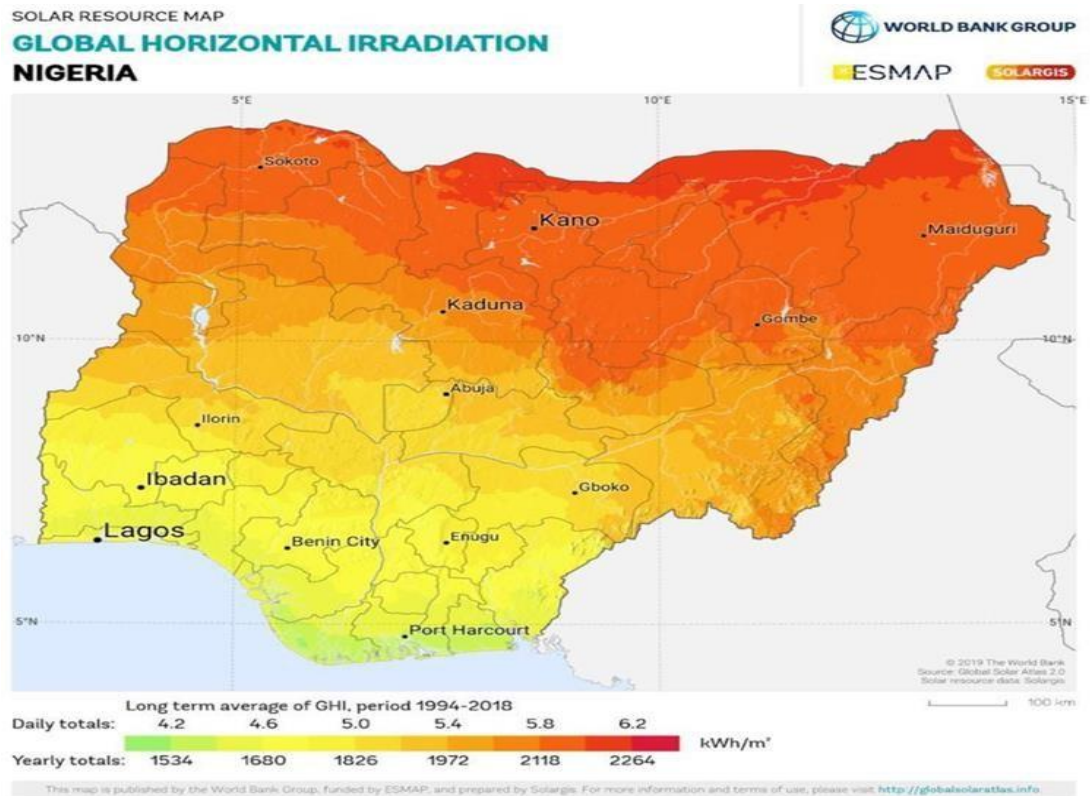 SOLAR RESOURCE MAP
GLOBAL HORIZONTAL IRRADIATION
NIGERIA
WORLD BANK GROUP
ESMAP
SOLARGIS
5°E
10°E
15°E
Sokoto
Kano
Maiduguri
Kaduna
Gombe
10°N
10°N
Abuja
Ilorin
Ibadan
Gboko
Lagos
Benin City
Enugu
5°N
Port Harcourt
5°N
© 2019 The World Bank
Source: Global Solar Atlas 2.0
Solar resource data: Solargis
100 km
Long term average of GHI, period 1994-2018
Daily totals: 4.2 4.6 5.0 5.4 5.8 6.2
kWh/m²
Yearly totals: 1534 1680 1826 1972 2118 2264
This map is published by the World Bank Group, funded by ESMAP, and prepared by Solargis. For more information and terms of use, please visit http://globalsolaratlas.info.